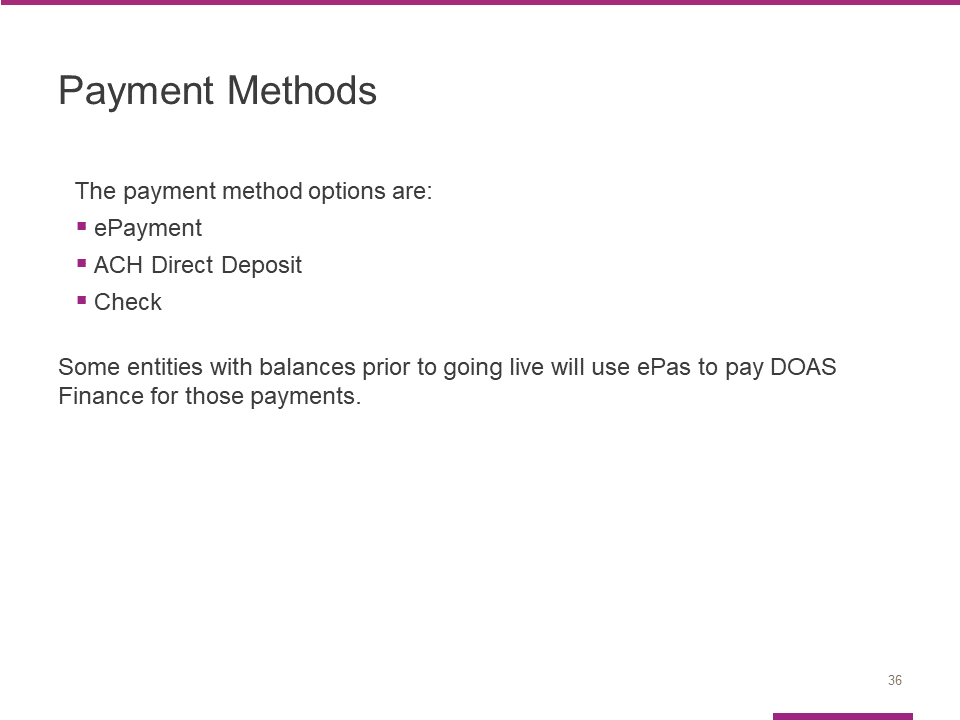 Payment Methods
The payment method options are:
▪ ePayment
▪ ACH Direct Deposit
▪ Check
Some entities with balances prior to going live will use ePas to pay DOAS
Finance for those payments.
36